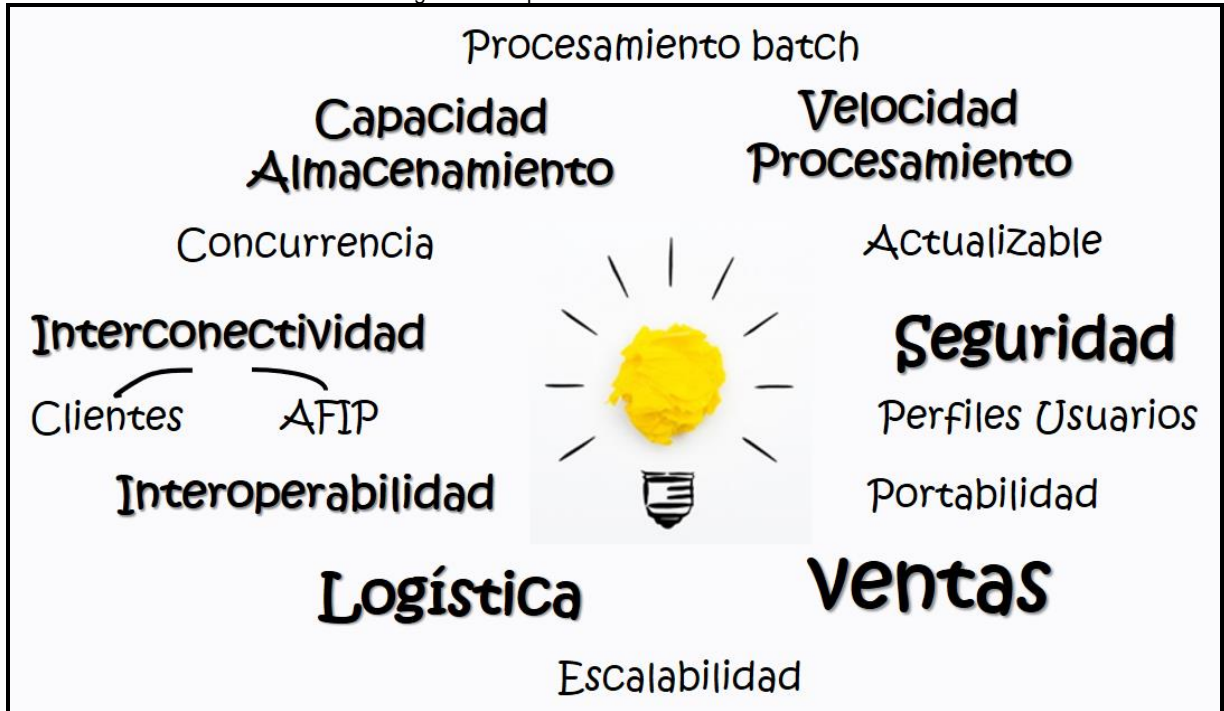 Procesamiento batch
Capacidad
Almacenamiento
Velocidad
Procesamiento
Concurrencia
Actualizable
Interconectividad
Clientes
AFIP
Seguridad
Perfiles Usuarios
Interoperabilidad
Portabilidad
Logística
Ventas
Escalabilidad